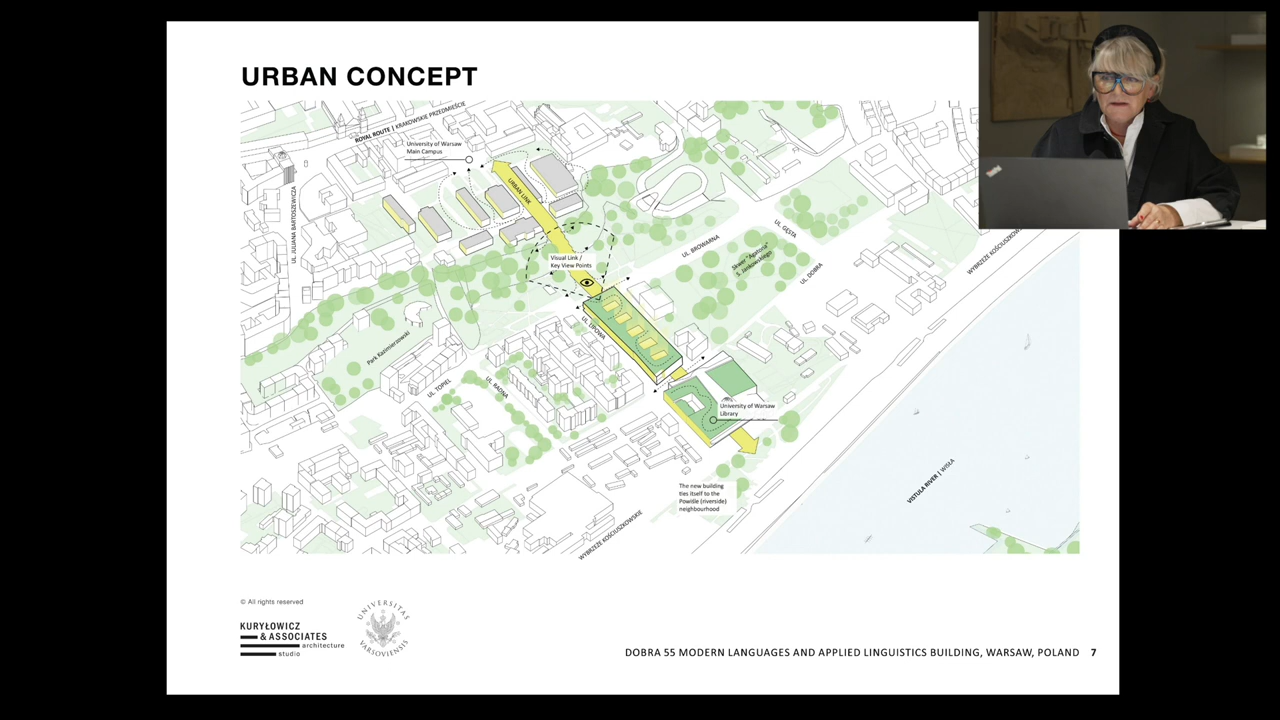 URBAN CONCEPT
ROYAL ROUTE | KRAKOWSKIE PRZEDMIEŚCIE
University of Warsaw
Main Campus
URBAN LINK
UL. JULIANA BARTOSZEWICZA
Visual Link /
Key View Points
UL. BROWARNA
UL. GĘSTA
Skwer "Agatona"
S. Jankowskiego
UL. DOBRA
WYBRZEŻE KOŚCIUSZKOW
UL. LIPOWA
Park Kazimierzowski
UL. TOPIEL
UL. RADNA
University of Warsaw
Library
The new building
ties itself to the
Powiśle (riverside)
neighbourhood
VISTULA RIVER | WISŁA
WYBRZEŻE KOŚCIUSZKOWSKIE
© All rights reserved
KURYŁOWICZ
& ASSOCIATES
architecture
studio
UNIVERSITAS
VARSOVIENSIS
DOBRA 55 MODERN LANGUAGES AND APPLIED LINGUISTICS BUILDING, WARSAW, POLAND 7